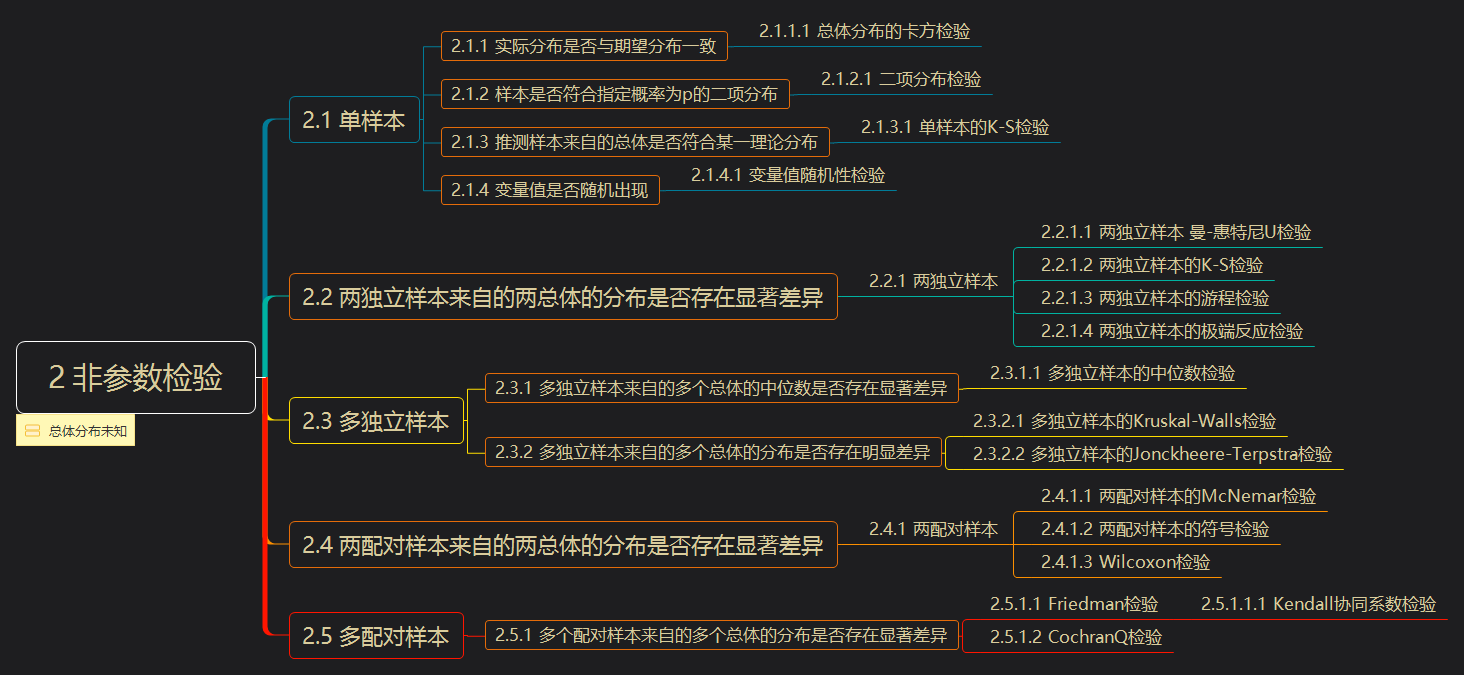 2 非参数检验
总体分布未知
2.1 单样本
2.1.1 实际分布是否与期望分布一致
2.1.1.1 总体分布的卡方检验
2.1.2 样本是否符合指定概率为p的二项分布
2.1.2.1 二项分布检验
2.1.3 推测样本来自的总体是否符合某一理论分布
2.1.3.1 单样本的K-S检验
2.1.4 变量值是否随机出现
2.1.4.1 变量值随机性检验
2.2 两独立样本来自的两总体的分布是否存在显著差异
2.2.1 两独立样本
2.2.1.1 两独立样本 曼-惠特尼U检验
2.2.1.2 两独立样本的K-S检验
2.2.1.3 两独立样本的游程检验
2.2.1.4 两独立样本的极端反应检验
2.3 多独立样本
2.3.1 多独立样本来自的多个总体的中位数是否存在显著差异
2.3.1.1 多独立样本的中位数检验
2.3.2 多独立样本来自的多个总体的分布是否存在明显差异
2.3.2.1 多独立样本的Kruskal-Walls检验
2.3.2.2 多独立样本的Jonckheere-Terpstra检验
2.4 两配对样本来自的两总体的分布是否存在显著差异
2.4.1 两配对样本
2.4.1.1 两配对样本的McNemar检验
2.4.1.2 两配对样本的符号检验
2.4.1.3 Wilcoxon检验
2.5 多配对样本
2.5.1 多个配对样本来自的多个总体的分布是否存在显著差异
2.5.1.1 Friedman检验
2.5.1.1.1 Kendall协同系数检验
2.5.1.2 CochranQ检验